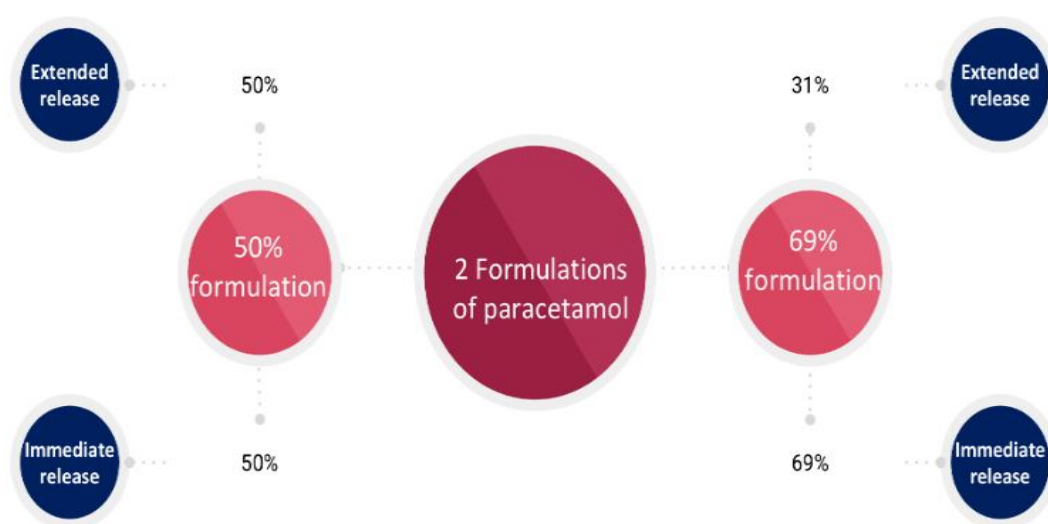 Extended
release
50%
31%
Extended
release
50%
formulation
2 Formulations
of paracetamol
69%
formulation
Immediate
release
50%
69%
Immediate
release